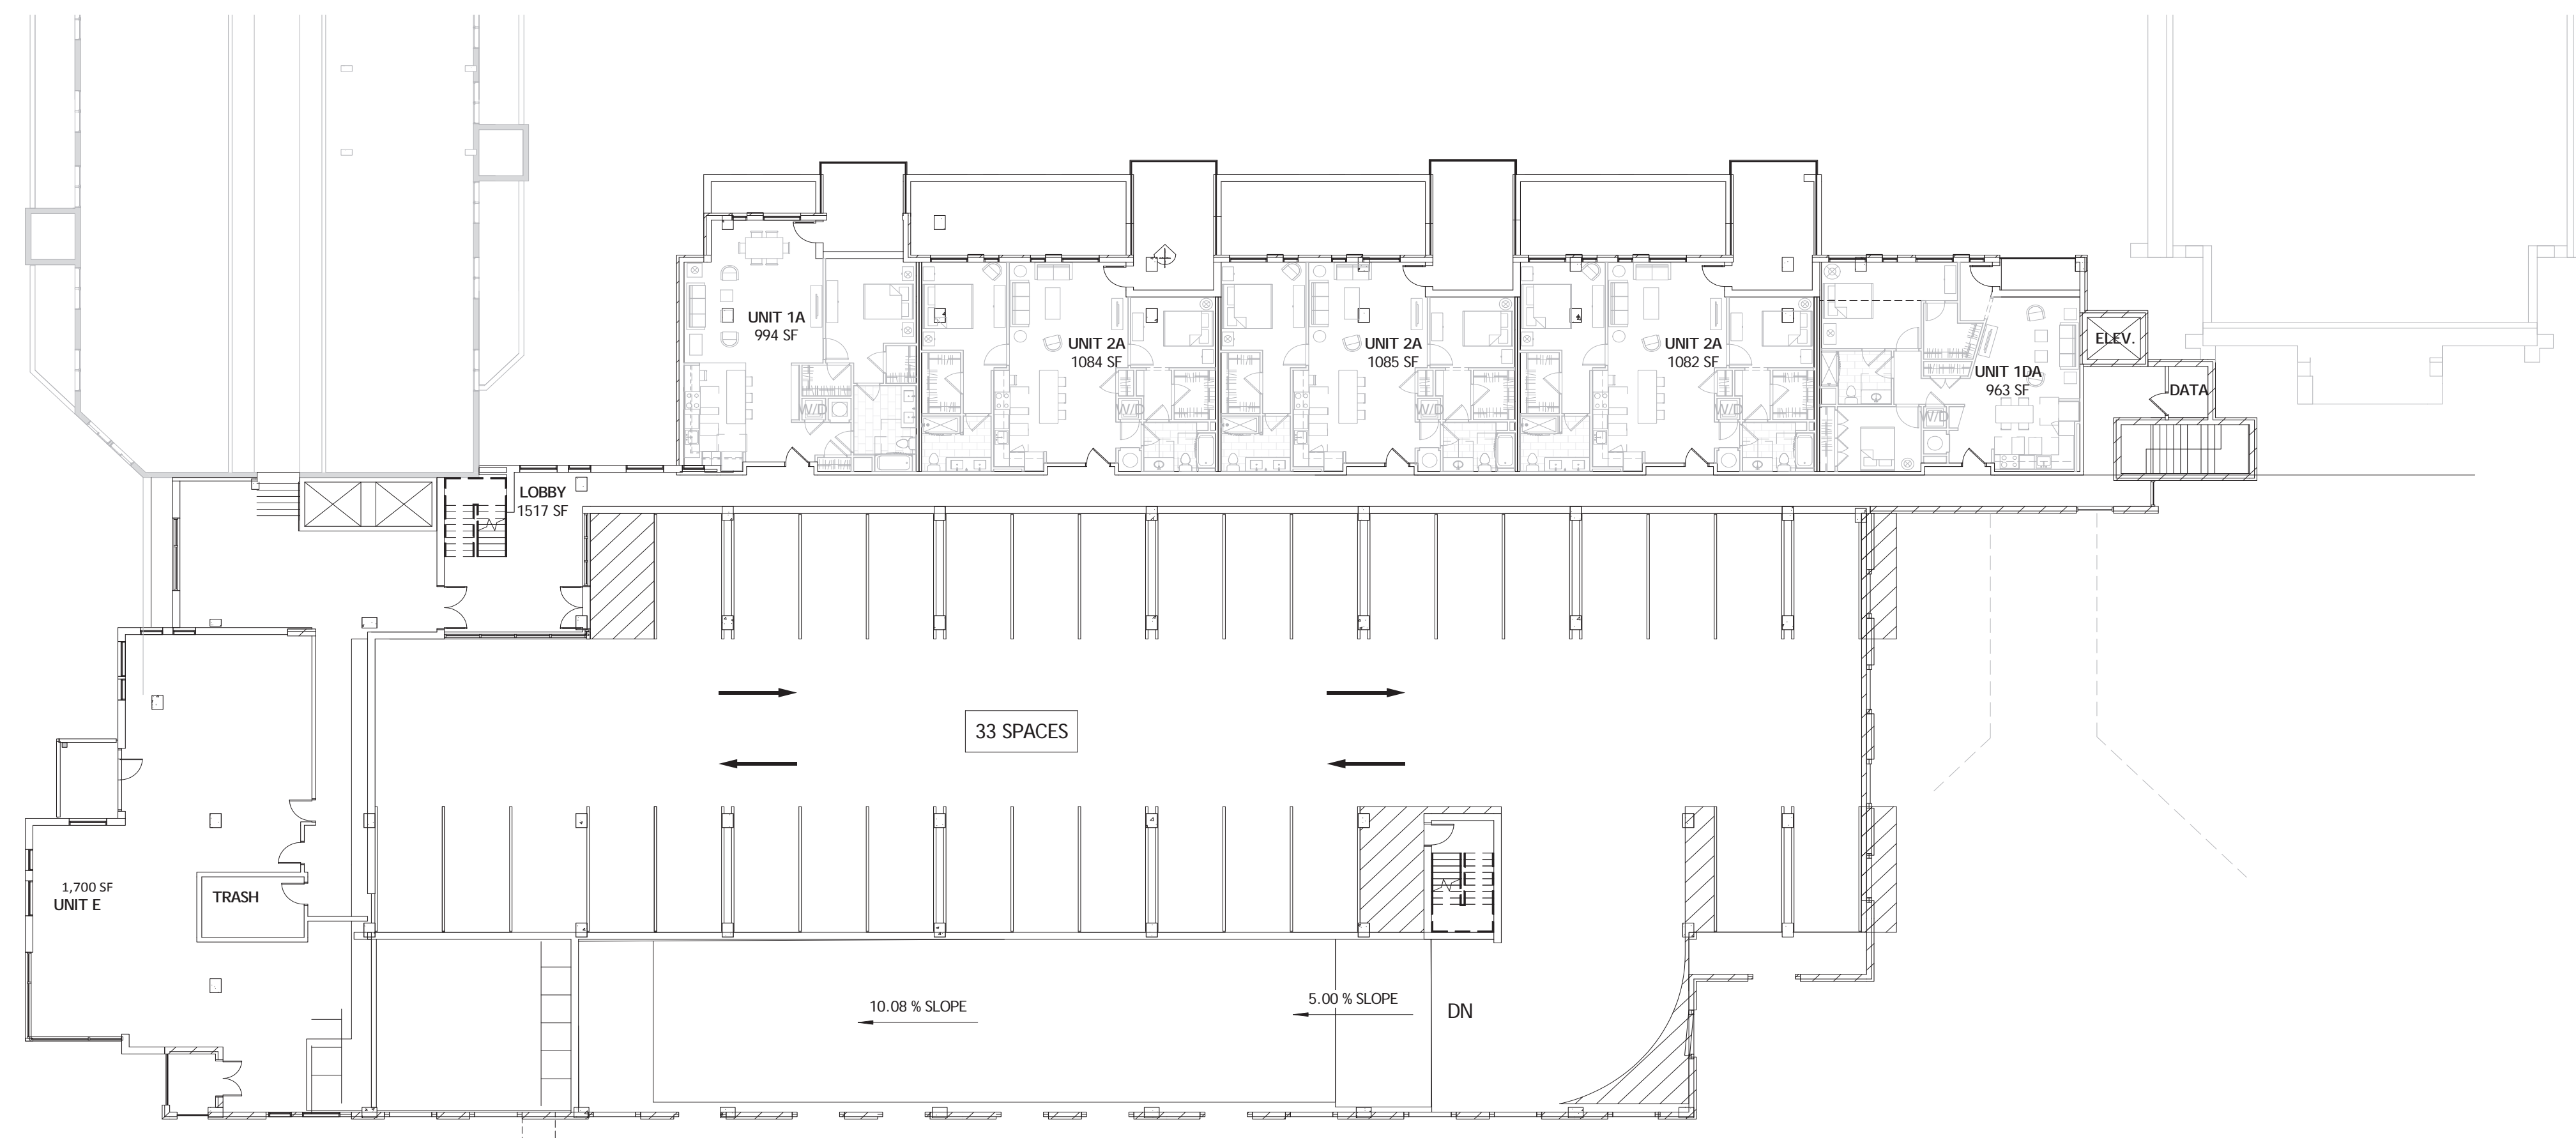 UNIT 1A
994 SF
UNIT 2A
1084 SF
UNIT 2A
1085 SF
UNIT 2A
1082 SF
UNIT 1DA
963 SF
ELEV.
DATA
W/D
W/D
W/D
W/D
W/D
LOBBY
1517 SF
33 SPACES
1,700 SF
UNIT E
TRASH
10.08 % SLOPE
5.00 % SLOPE
DN